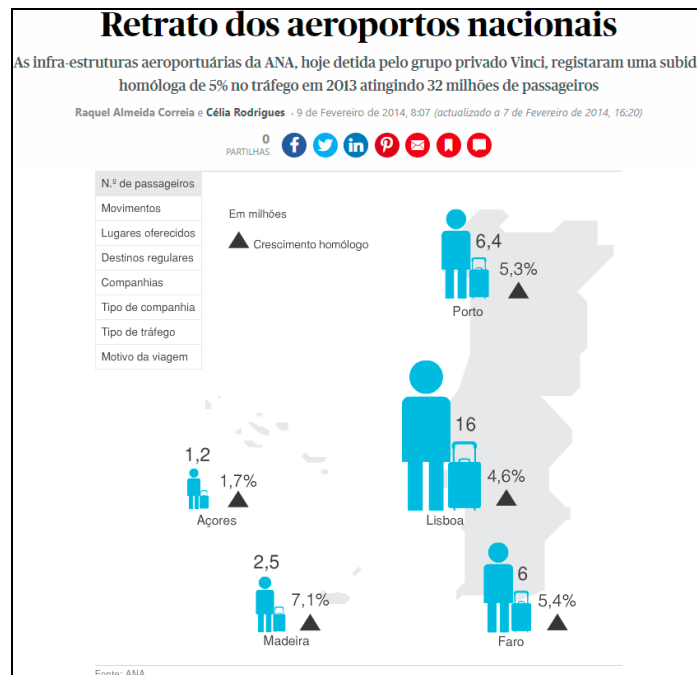 Retrato dos aeroportos nacionais
As infra-estruturas aeroportuárias da ANA, hoje detida pelo grupo privado Vinci, registaram uma subid
homóloga de 5% no tráfego em 2013 atingindo 32 milhões de passageiros
Raquel Almeida Correia e Célia Rodrigues · 9 de Fevereiro de 2014, 8:07 (actualizado a 7 de Fevereiro de 2014, 16:20)
0
PARTILHAS
N.º de passageiros
Movimentos
Lugares oferecidos
Destinos regulares
Companhias
Tipo de companhia
Tipo de tráfego
Motivo da viagem
Em milhões
Crescimento homólogo
6,4
5,3%
Porto
16
4,6%
Lisboa
1,2
1,7%
Açores
2,5
7,1%
Madeira
6
5,4%
Faro
Fonte: ANA